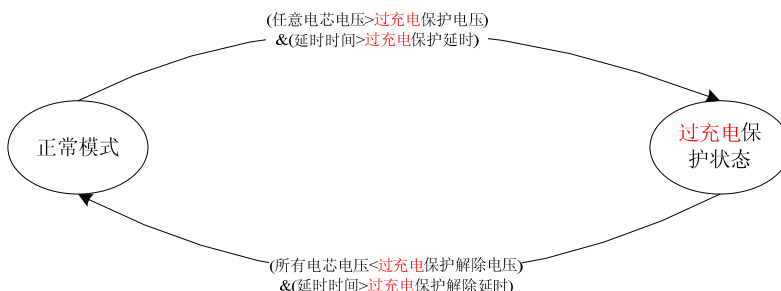 (任意电芯电压>过充电保护电压)
&(延时时间>过充电保护延时)
正常模式
过充电保
护状态
(所有电芯电压<过充电保护解除电压)
&(延时时间>过充电保护解除延时)